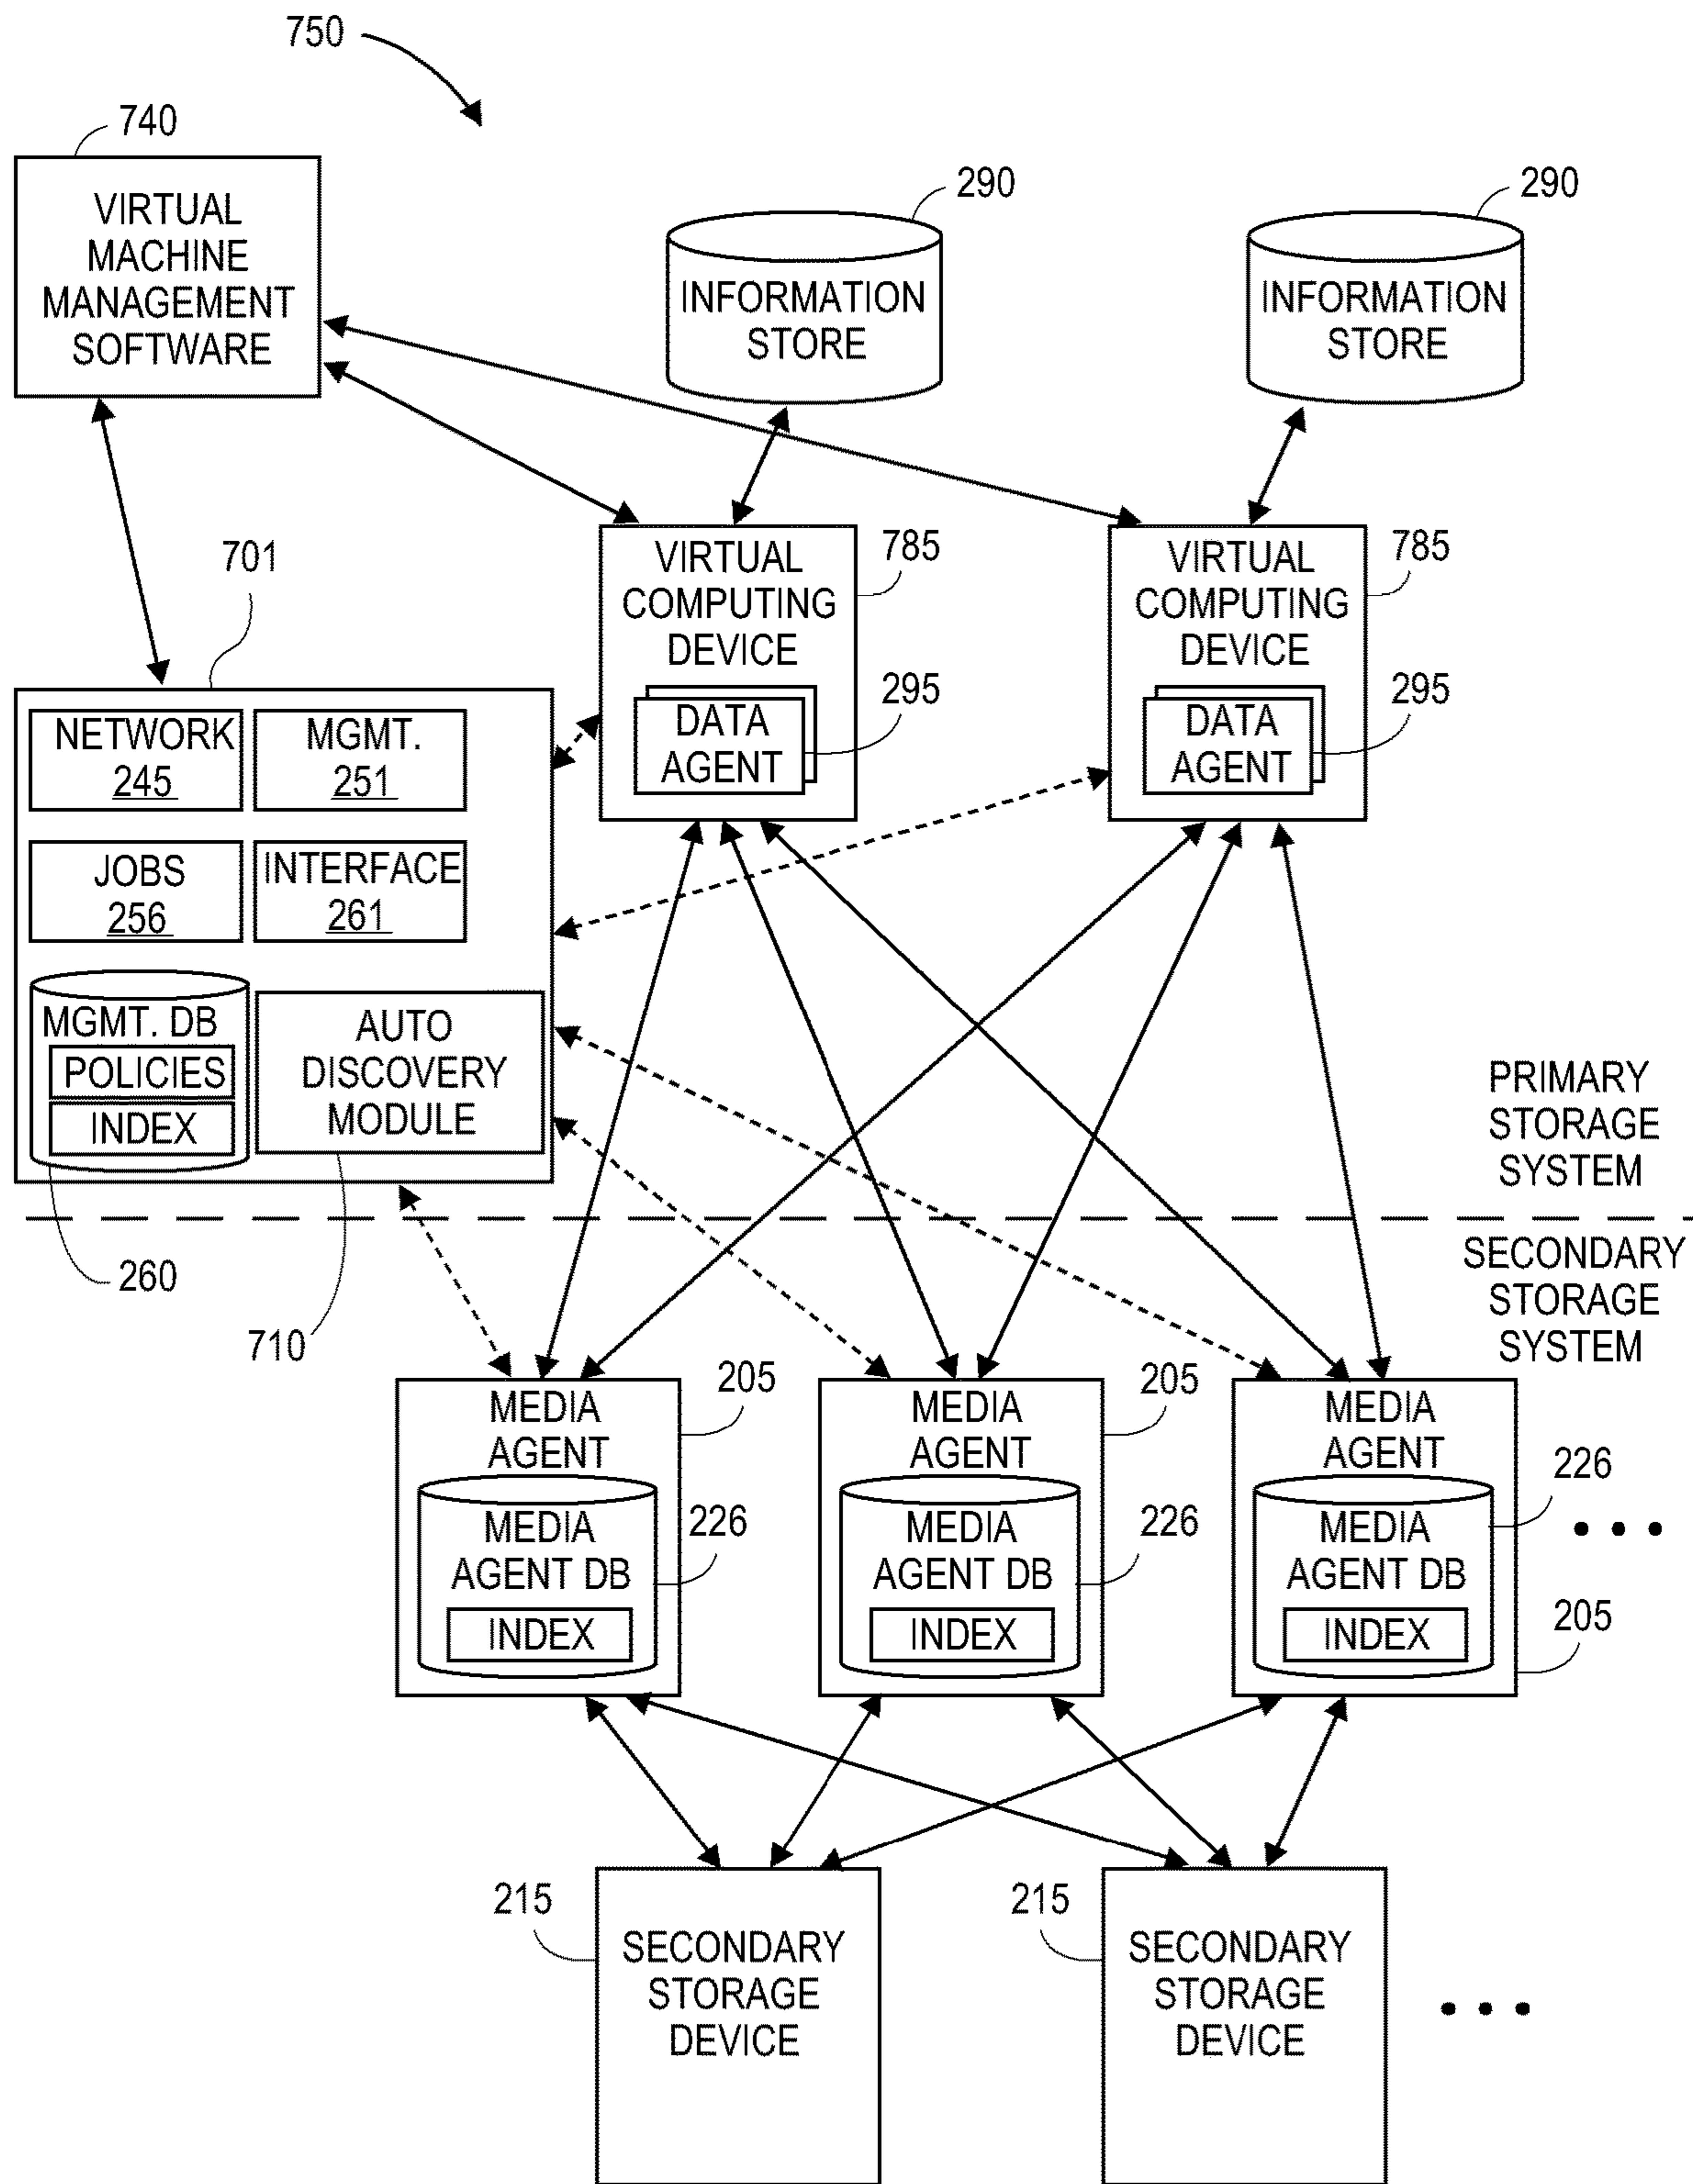 750
740
VIRTUAL
MACHINE
MANAGEMENT
SOFTWARE
290
INFORMATION
STORE
290
INFORMATION
STORE
701
NETWORK
245
MGMT.
251
JOBS
256
INTERFACE
261
MGMT. DB
POLICIES
INDEX
AUTO
DISCOVERY
MODULE
260
710
VIRTUAL
COMPUTING
DEVICE
785
DATA
AGENT
295
VIRTUAL
COMPUTING
DEVICE
785
DATA
AGENT
295
PRIMARY
STORAGE
SYSTEM
SECONDARY
STORAGE
SYSTEM
MEDIA
AGENT
205
MEDIA
AGENT DB
226
INDEX
MEDIA
AGENT
205
MEDIA
AGENT DB
226
INDEX
MEDIA
AGENT
226
MEDIA
AGENT DB
INDEX
205
• • •
215
SECONDARY
STORAGE
DEVICE
215
SECONDARY
STORAGE
DEVICE
• • •